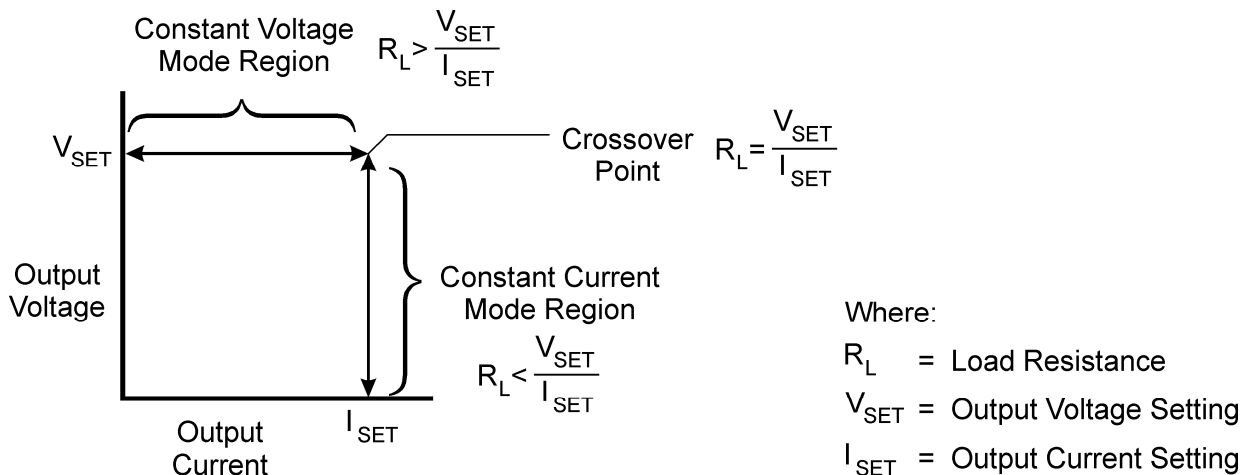 Constant Voltage
Mode Region
R_L > V_SET / I_SET
V_SET
Crossover
Point
R_L = V_SET / I_SET
Output
Voltage
Constant Current
Mode Region
R_L < V_SET / I_SET
I_SET
Output
Current
Where:
R_L = Load Resistance
V_SET = Output Voltage Setting
I_SET = Output Current Setting